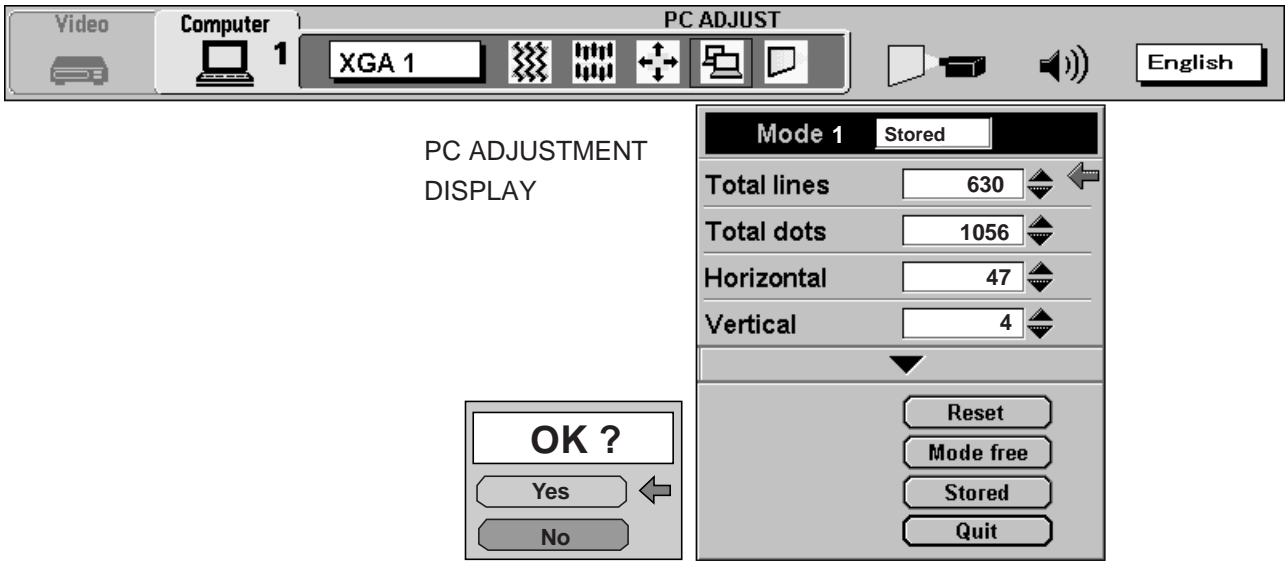 Video
Computer
1
PC ADJUST
XGA 1
English
PC ADJUSTMENT
DISPLAY
Mode 1 Stored
Total lines 630
Total dots 1056
Horizontal 47
Vertical 4
Reset
Mode free
Stored
Quit
OK ?
Yes
No